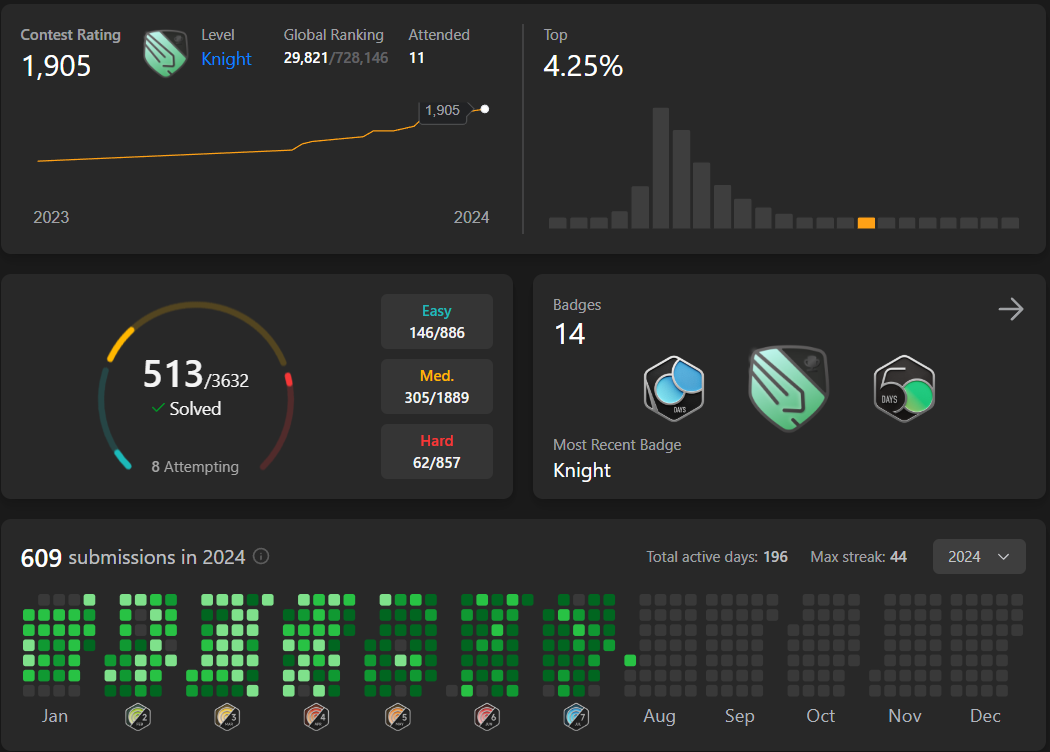 Contest Rating Level Global Ranking Attended
1,905 Knight 29,821/728,146 11
1,905
2023 2024
Top
4.25%
513/3632
Solved
8 Attempting
Easy
146/886
Med.
305/1889
Hard
62/857
Badges
14
DAYS
50
DAYS
Most Recent Badge
Knight
609 submissions in 2024 Total active days: 196 Max streak: 44 2024
Jan 2 3 4 5 6 7 Aug Sep Oct Nov Dec